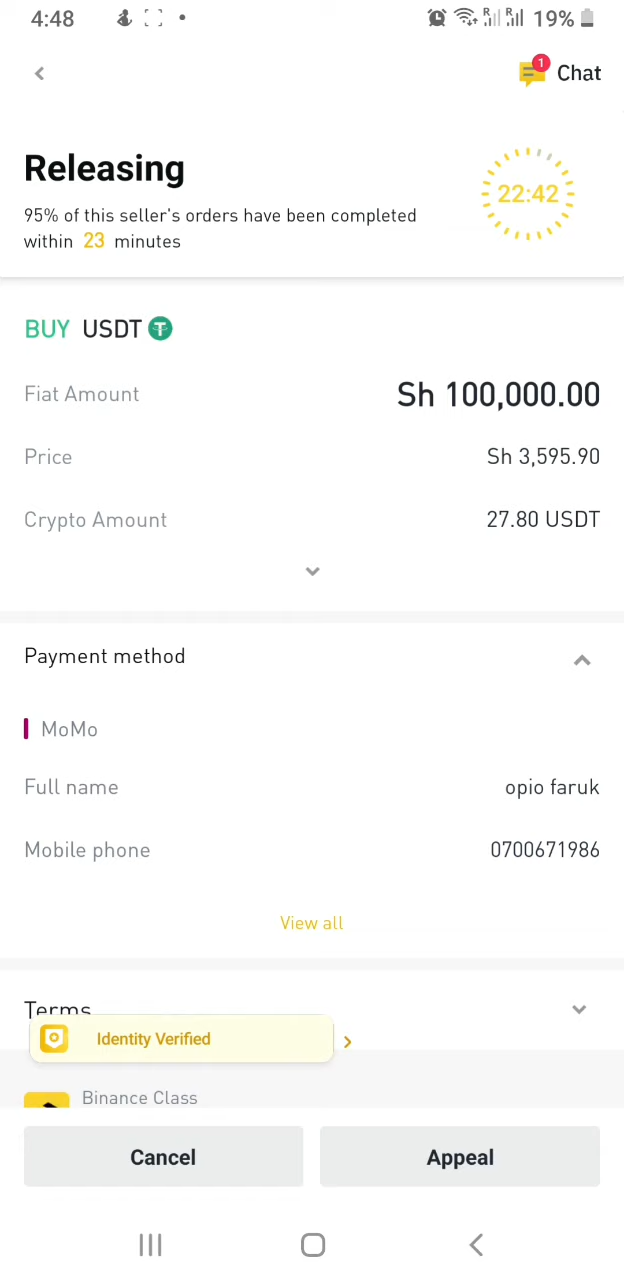 4:48
R R 19%
1 Chat
Releasing
22:42
95% of this seller's orders have been completed
within 23 minutes
BUY USDT
Fiat Amount Sh 100,000.00
Price Sh 3,595.90
Crypto Amount 27.80 USDT
Payment method
MoMo
Full name opio faruk
Mobile phone 0700671986
View all
Terms
Identity Verified
Binance Class
Cancel Appeal